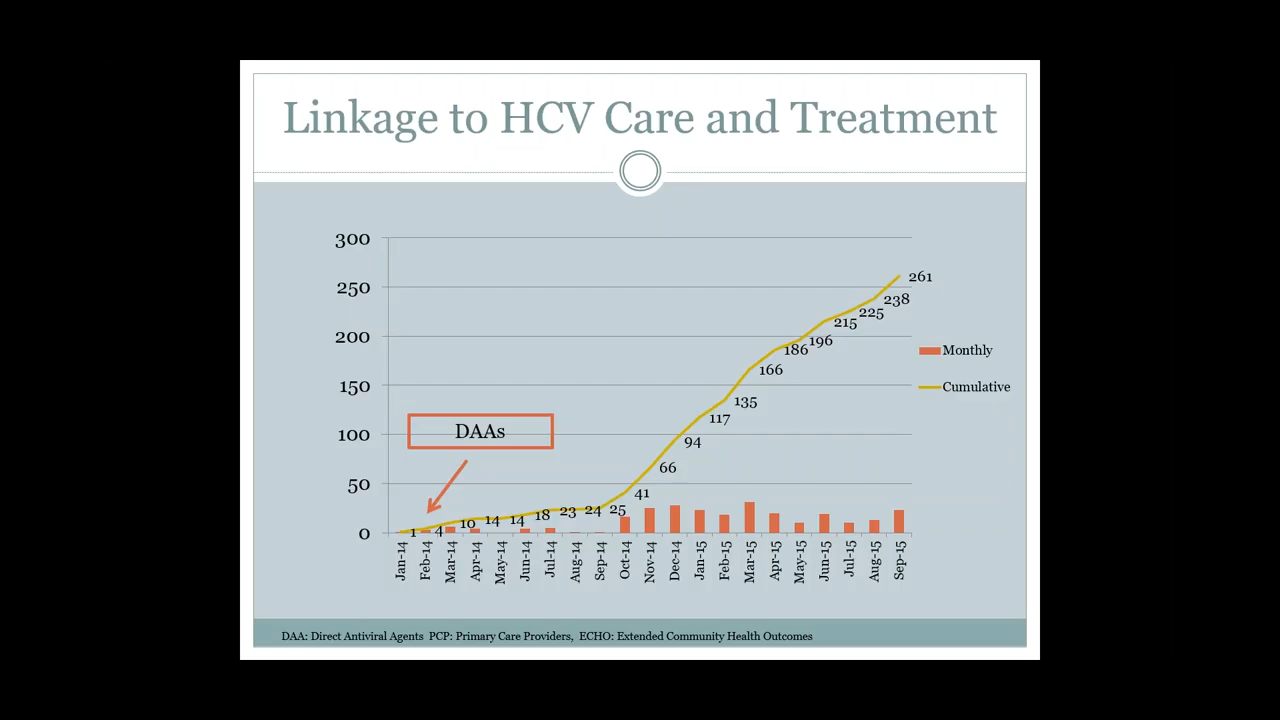 Linkage to HCV Care and Treatment
300
250
200
150
100
50
0
DAAs
1
4
10
14
14
18
23
24
25
41
66
94
117
135
166
186
196
215
225
238
261
Monthly
Cumulative
Jan-14
Feb-14
Mar-14
Apr-14
May-14
Jun-14
Jul-14
Aug-14
Sep-14
Oct-14
Nov-14
Dec-14
Jan-15
Feb-15
Mar-15
Apr-15
May-15
Jun-15
Jul-15
Aug-15
Sep-15
DAA: Direct Antiviral Agents  PCP: Primary Care Providers,  ECHO: Extended Community Health Outcomes